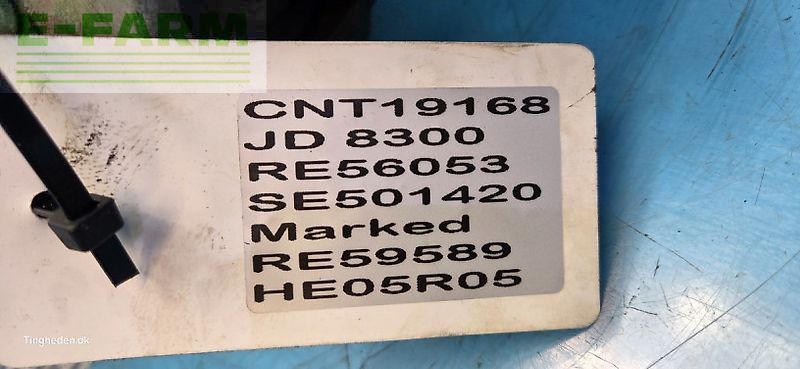 E-FARM
CNT19168
JD 8300
RE56053
SE501420
Marked
RE59589
HE05R05
Tingheden.dk